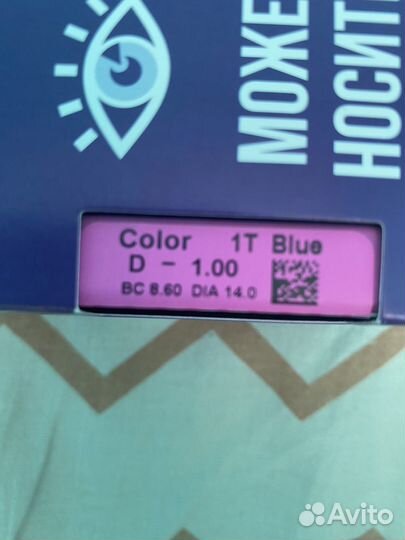 МОЖЕ
НОСИТ
Color 1T Blue
D - 1.00
BC 8.60 DIA 14.0
Avito